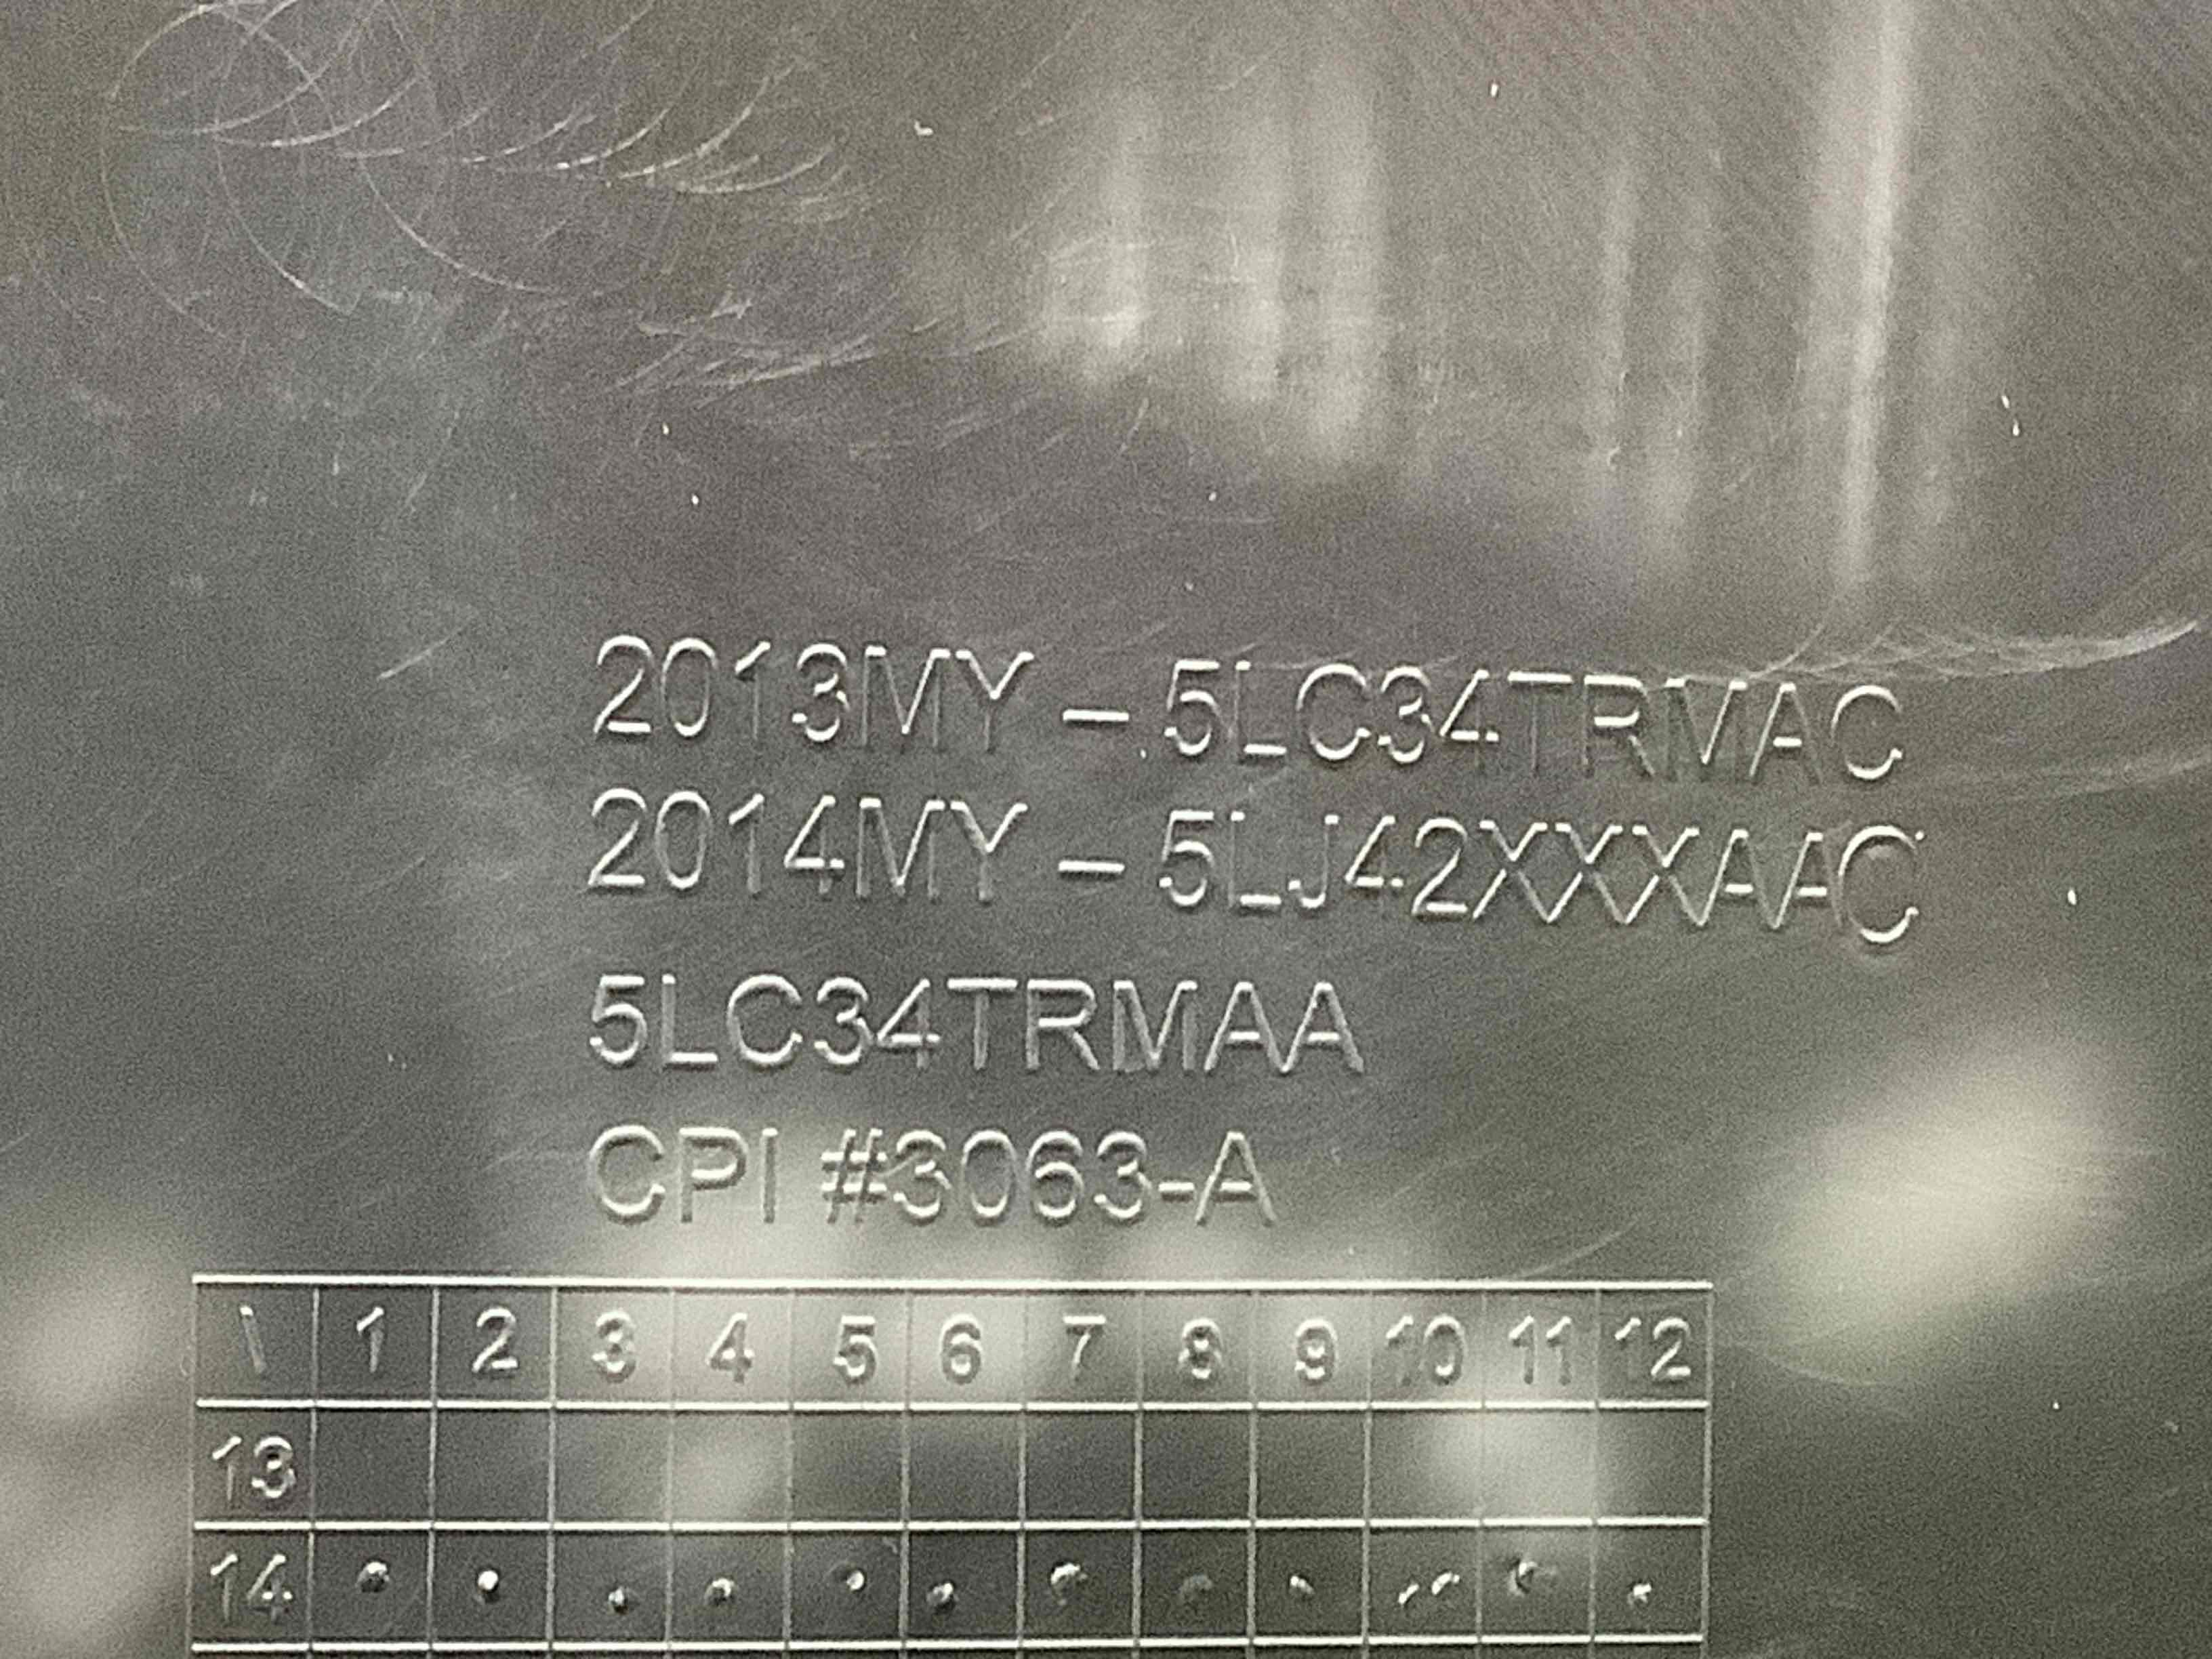 2013MY – 5LC34TRMAC
2014MY – 5LJ42XXXAAC
5LC34TRMAA
CPI #3063-A
\ 1 2 3 4 5 6 7 8 9 10 11 12
13
14